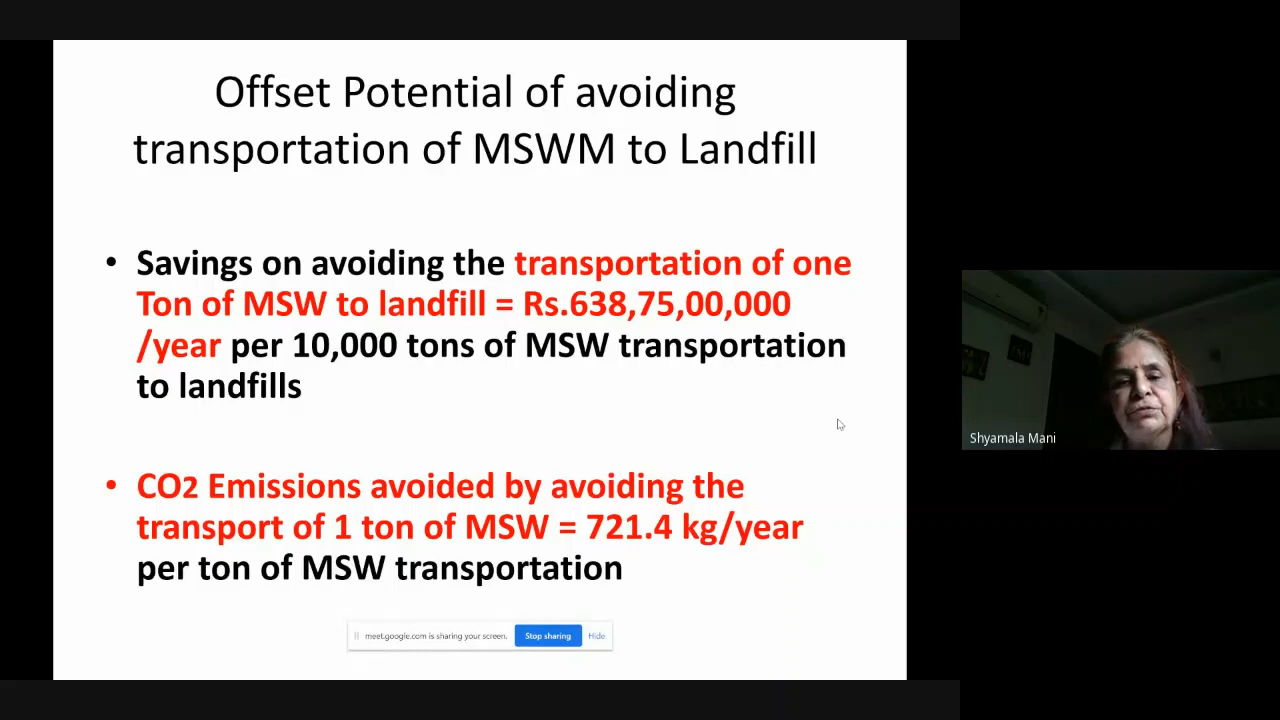 Offset Potential of avoiding
transportation of MSWM to Landfill
• Savings on avoiding the transportation of one
Ton of MSW to landfill = Rs.638,75,00,000
/year per 10,000 tons of MSW transportation
to landfills
• CO2 Emissions avoided by avoiding the
transport of 1 ton of MSW = 721.4 kg/year
per ton of MSW transportation
meet.google.com is sharing your screen. Stop sharing Hide
Shyamala Mani